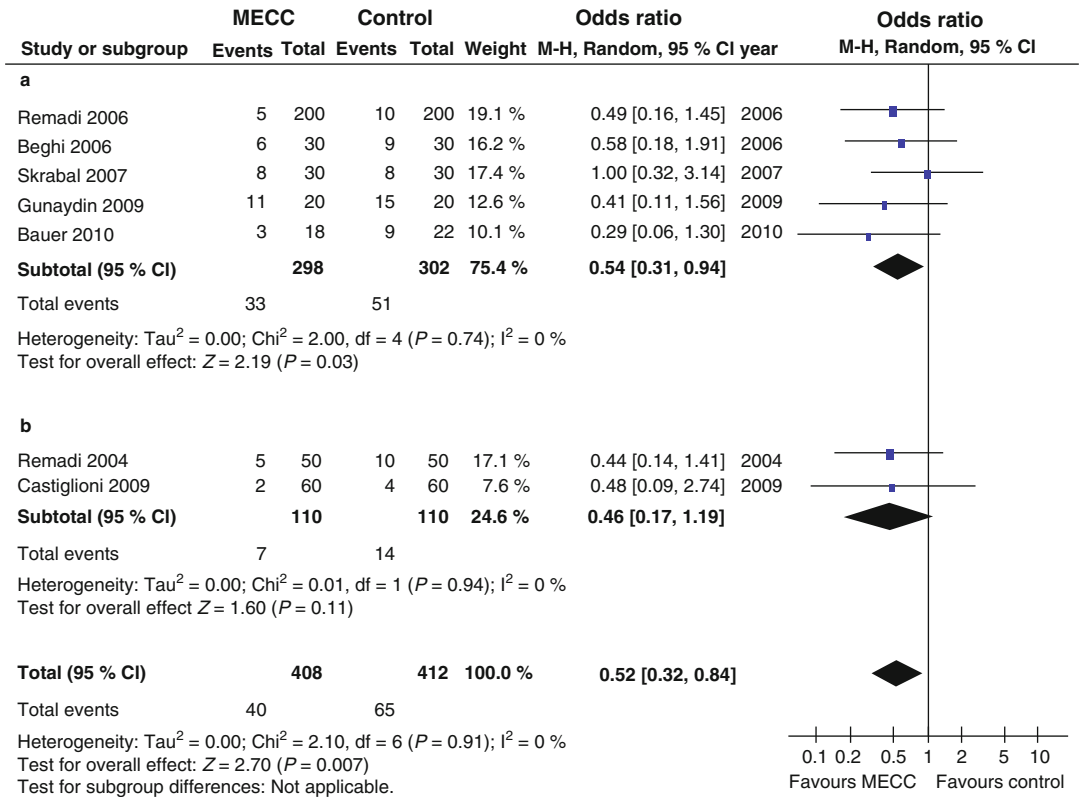 MECC Control Odds ratio Odds ratio
Study or subgroup Events Total Events Total Weight M-H, Random, 95 % CI year M-H, Random, 95 % CI
a
Remadi 2006 5 200 10 200 19.1 % 0.49 [0.16, 1.45] 2006
Beghi 2006 6 30 9 30 16.2 % 0.58 [0.18, 1.91] 2006
Skrabal 2007 8 30 8 30 17.4 % 1.00 [0.32, 3.14] 2007
Gunaydin 2009 11 20 15 20 12.6 % 0.41 [0.11, 1.56] 2009
Bauer 2010 3 18 9 22 10.1 % 0.29 [0.06, 1.30] 2010
Subtotal (95 % CI) 298 302 75.4 % 0.54 [0.31, 0.94]
Total events 33 51
Heterogeneity: Tau² = 0.00; Chi² = 2.00, df = 4 (P = 0.74); I² = 0 %
Test for overall effect: Z = 2.19 (P = 0.03)
b
Remadi 2004 5 50 10 50 17.1 % 0.44 [0.14, 1.41] 2004
Castiglioni 2009 2 60 4 60 7.6 % 0.48 [0.09, 2.74] 2009
Subtotal (95 % CI) 110 110 24.6 % 0.46 [0.17, 1.19]
Total events 7 14
Heterogeneity: Tau² = 0.00; Chi² = 0.01, df = 1 (P = 0.94); I² = 0 %
Test for overall effect Z = 1.60 (P = 0.11)
Total (95 % CI) 408 412 100.0 % 0.52 [0.32, 0.84]
Total events 40 65
Heterogeneity: Tau² = 0.00; Chi² = 2.10, df = 6 (P = 0.91); I² = 0 %
Test for overall effect: Z = 2.70 (P = 0.007)
Test for subgroup differences: Not applicable.
0.1 0.2 0.5 1 2 5 10
Favours MECC Favours control